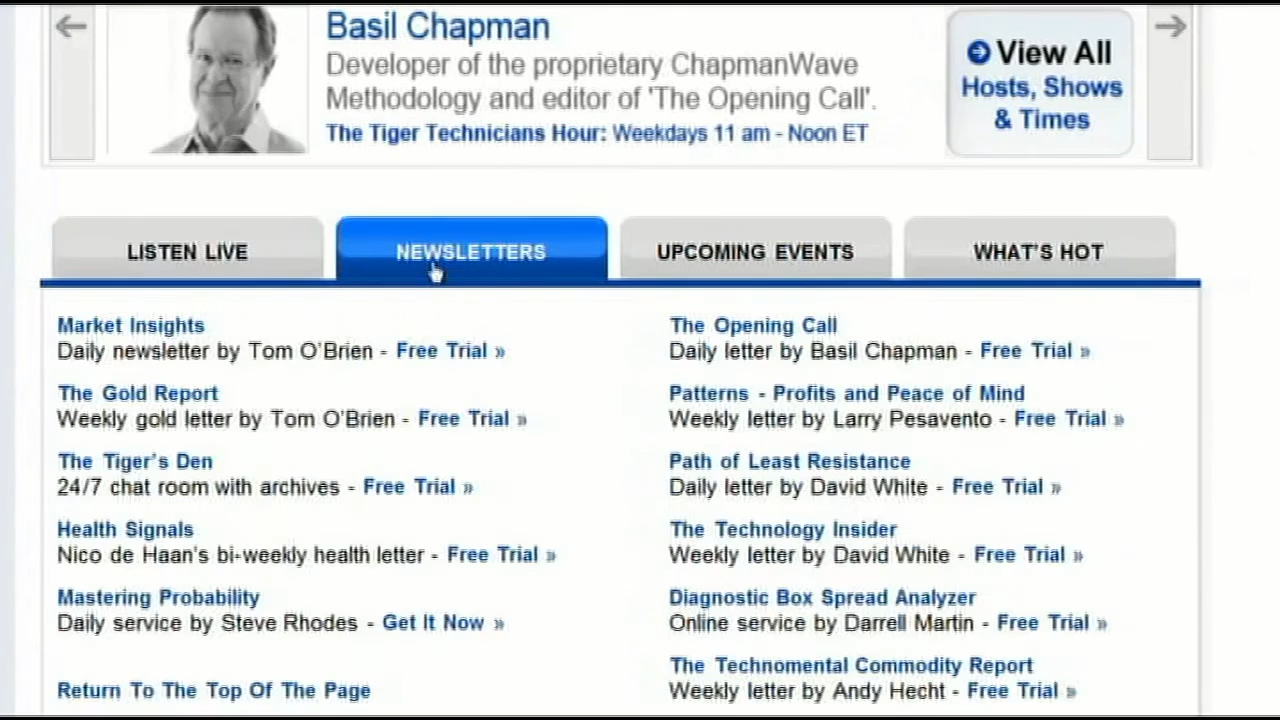 Basil Chapman
Developer of the proprietary ChapmanWave
Methodology and editor of 'The Opening Call'.
The Tiger Technicians Hour: Weekdays 11 am - Noon ET
View All
Hosts, Shows
& Times
LISTEN LIVE
NEWSLETTERS
UPCOMING EVENTS
WHAT'S HOT
Market Insights
Daily newsletter by Tom O'Brien - Free Trial »
The Gold Report
Weekly gold letter by Tom O'Brien - Free Trial »
The Tiger's Den
24/7 chat room with archives - Free Trial »
Health Signals
Nico de Haan's bi-weekly health letter - Free Trial »
Mastering Probability
Daily service by Steve Rhodes - Get It Now »
Return To The Top Of The Page
The Opening Call
Daily letter by Basil Chapman - Free Trial »
Patterns - Profits and Peace of Mind
Weekly letter by Larry Pesavento - Free Trial »
Path of Least Resistance
Daily letter by David White - Free Trial »
The Technology Insider
Weekly letter by David White - Free Trial »
Diagnostic Box Spread Analyzer
Online service by Darrell Martin - Free Trial »
The Technomental Commodity Report
Weekly letter by Andy Hecht - Free Trial »